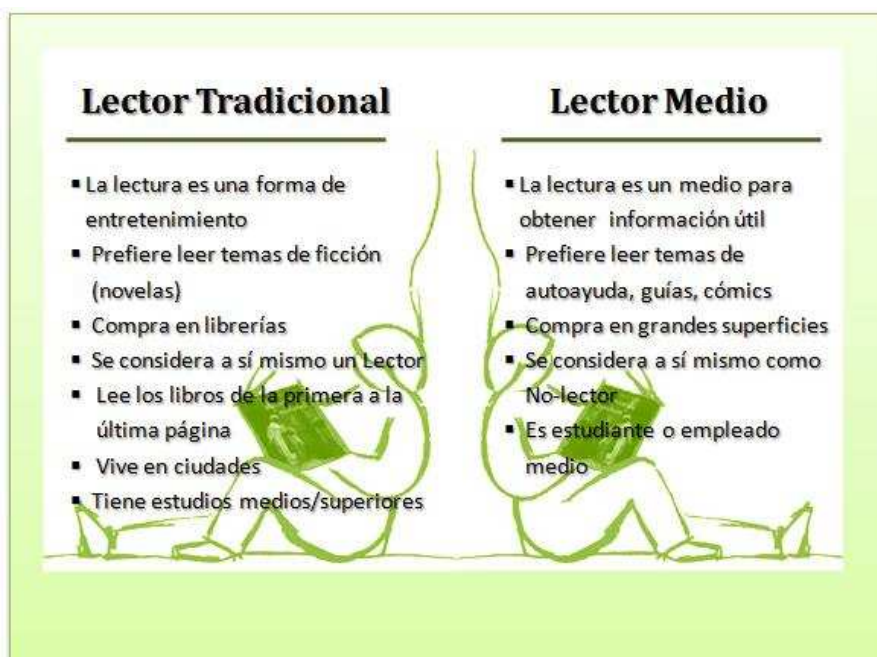 Lector Tradicional
▪ La lectura es una forma de
entretenimiento
▪ Prefiere leer temas de ficción
(novelas)
▪ Compra en librerías
▪ Se considera a sí mismo un Lector
▪ Lee los libros de la primera a la
última página
▪ Vive en ciudades
▪ Tiene estudios medios/superiores
Lector Medio
▪ La lectura es un medio para
obtener información útil
▪ Prefiere leer temas de
autoayuda, guías, cómics
▪ Compra en grandes superficies
▪ Se considera a sí mismo como
No-lector
▪ Es estudiante o empleado
medio